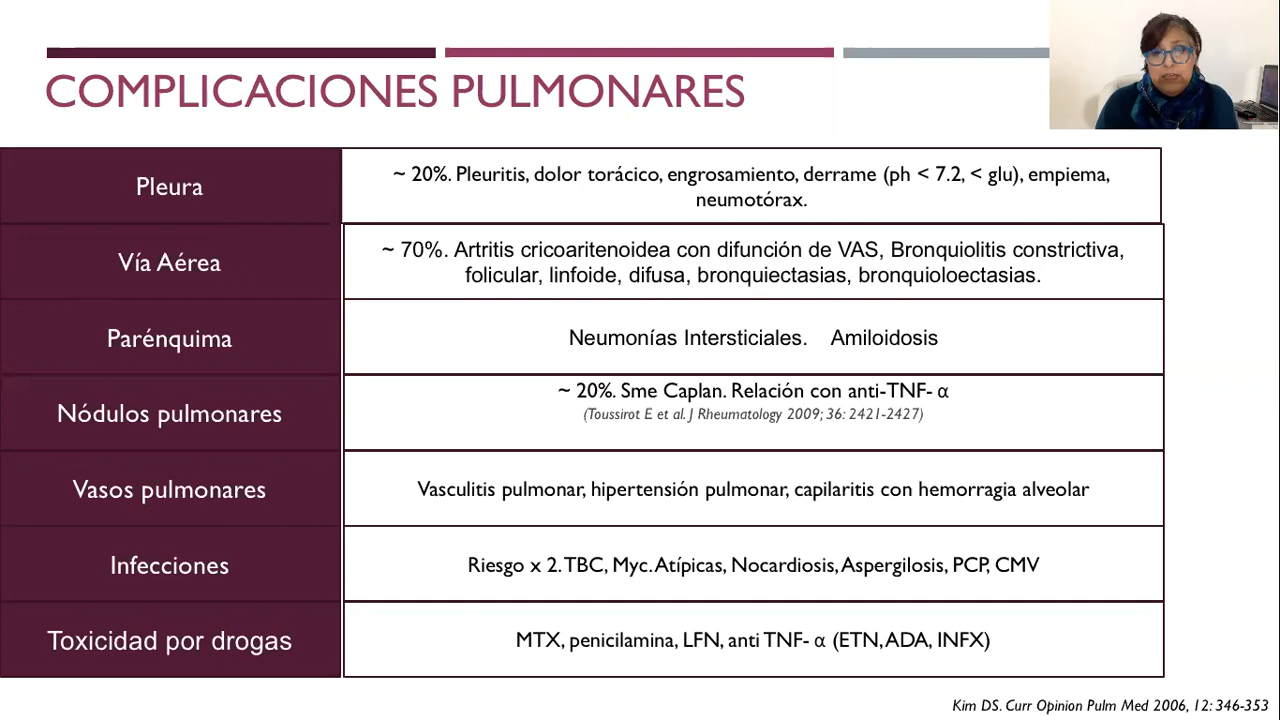 COMPLICACIONES PULMONARES
Pleura
~ 20%. Pleuritis, dolor torácico, engrosamiento, derrame (ph < 7.2, < glu), empiema,
neumotórax.
Vía Aérea
~ 70%. Artritis cricoaritenoidea con difunción de VAS, Bronquiolitis constrictiva,
folicular, linfoide, difusa, bronquiectasias, bronquioloectasias.
Parénquima
Neumonías Intersticiales. Amiloidosis
Nódulos pulmonares
~ 20%. Sme Caplan. Relación con anti-TNF- α
(Toussirot E et al. J Rheumatology 2009; 36: 2421-2427)
Vasos pulmonares
Vasculitis pulmonar, hipertensión pulmonar, capilaritis con hemorragia alveolar
Infecciones
Riesgo x 2. TBC, Myc. Atípicas, Nocardiosis, Aspergilosis, PCP, CMV
Toxicidad por drogas
MTX, penicilamina, LFN, anti TNF- α (ETN, ADA, INFX)
Kim DS. Curr Opinion Pulm Med 2006, 12: 346-353